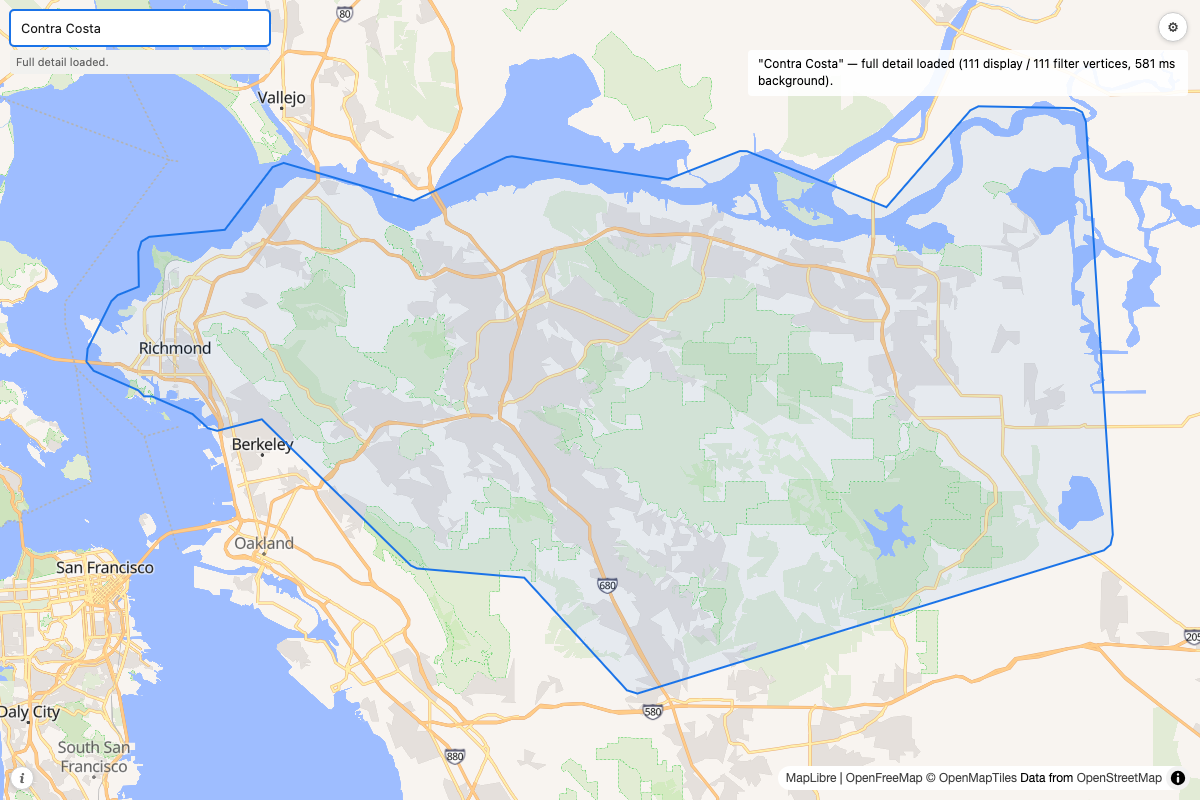 Contra Costa
Full detail loaded.
⚙
"Contra Costa" — full detail loaded (111 display / 111 filter vertices, 581 ms
background).
80
Vallejo
Richmond
Berkeley
Oakland
San Francisco
680
205
Daly City
580
South San
Francisco
880
i
MapLibre | OpenFreeMap © OpenMapTiles Data from OpenStreetMap